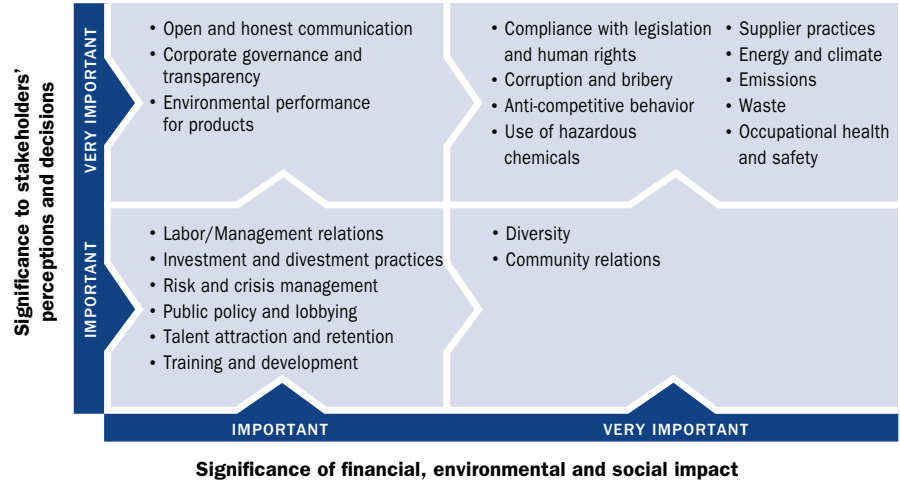 Significance to stakeholders'
perceptions and decisions
VERY IMPORTANT
• Open and honest communication
• Corporate governance and
transparency
• Environmental performance
for products
• Compliance with legislation
and human rights
• Corruption and bribery
• Anti-competitive behavior
• Use of hazardous
chemicals
• Supplier practices
• Energy and climate
• Emissions
• Waste
• Occupational health
and safety
IMPORTANT
• Labor/Management relations
• Investment and divestment practices
• Risk and crisis management
• Public policy and lobbying
• Talent attraction and retention
• Training and development
• Diversity
• Community relations
IMPORTANT
VERY IMPORTANT
Significance of financial, environmental and social impact